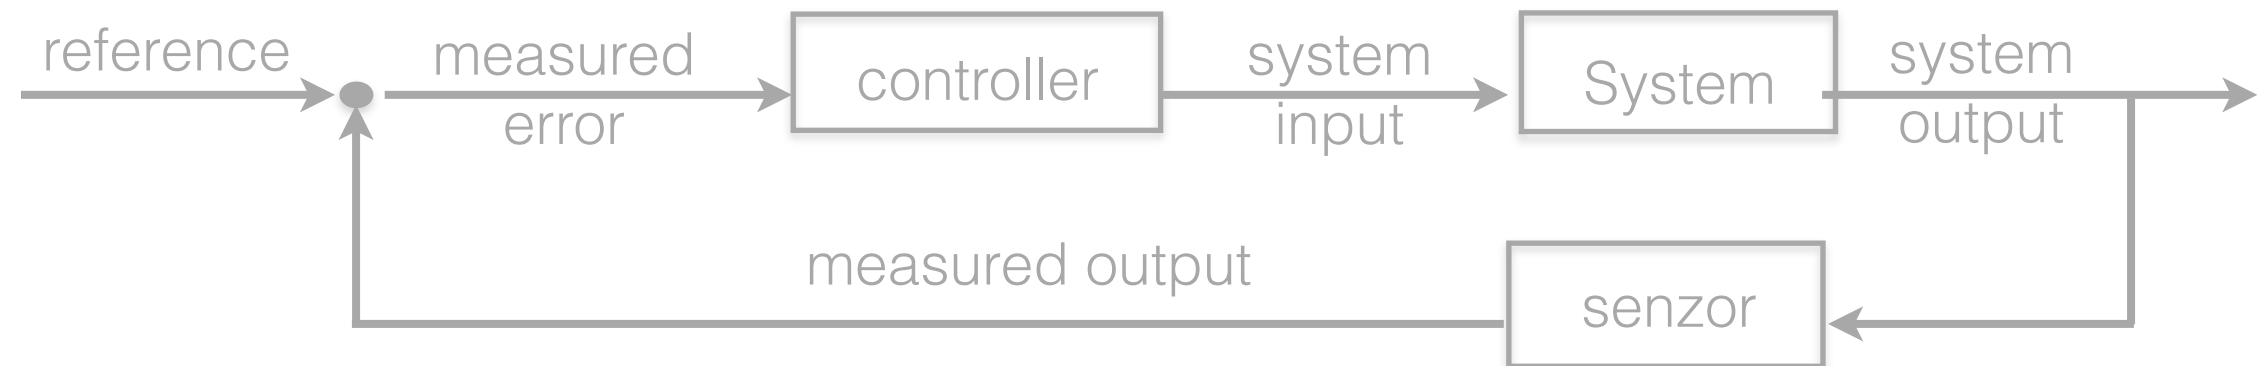 reference
measured
error
controller
system
input
System
system
output
measured output
senzor